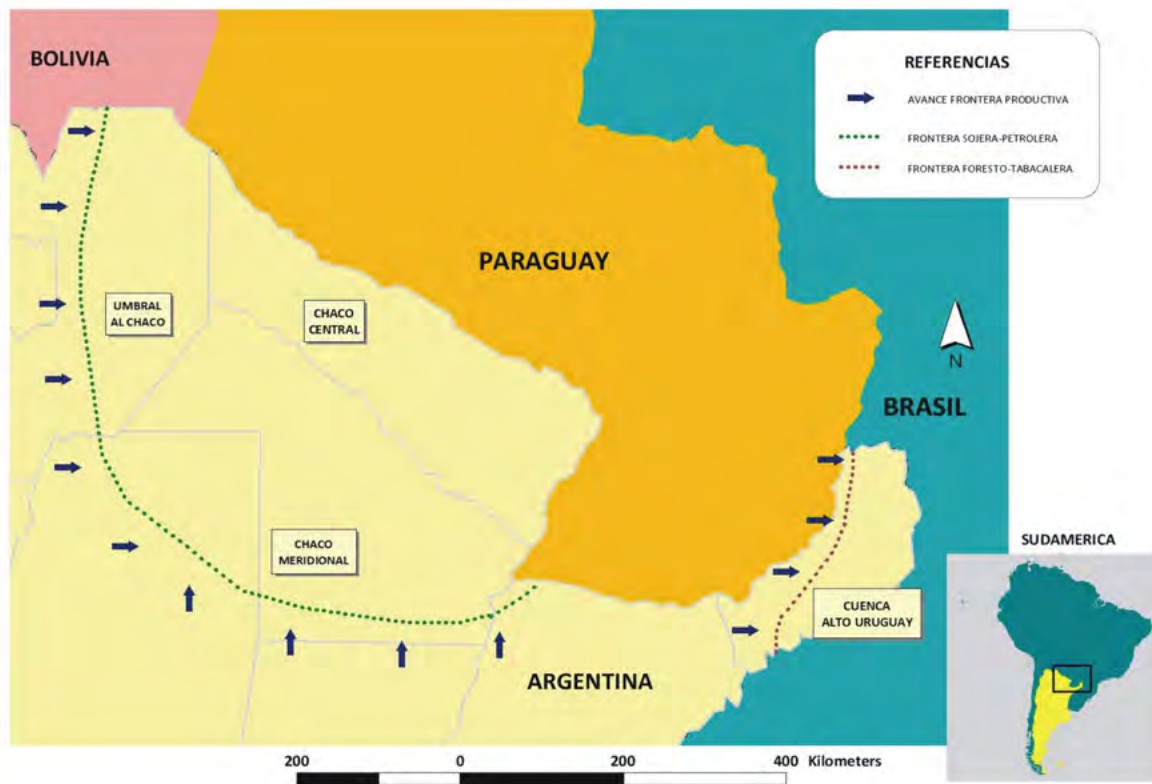 BOLIVIA
REFERENCIAS
AVANCE FRONTERA PRODUCTIVA
FRONTERA SOJERA-PETROLERA
FRONTERA FORESTO-TABACALERA
PARAGUAY
UMBRAL
AL CHACO
CHACO
CENTRAL
N
BRASIL
CHACO
MERIDIONAL
SUDAMERICA
CUENCA
ALTO URUGUAY
ARGENTINA
200 0 200 400 Kilometers